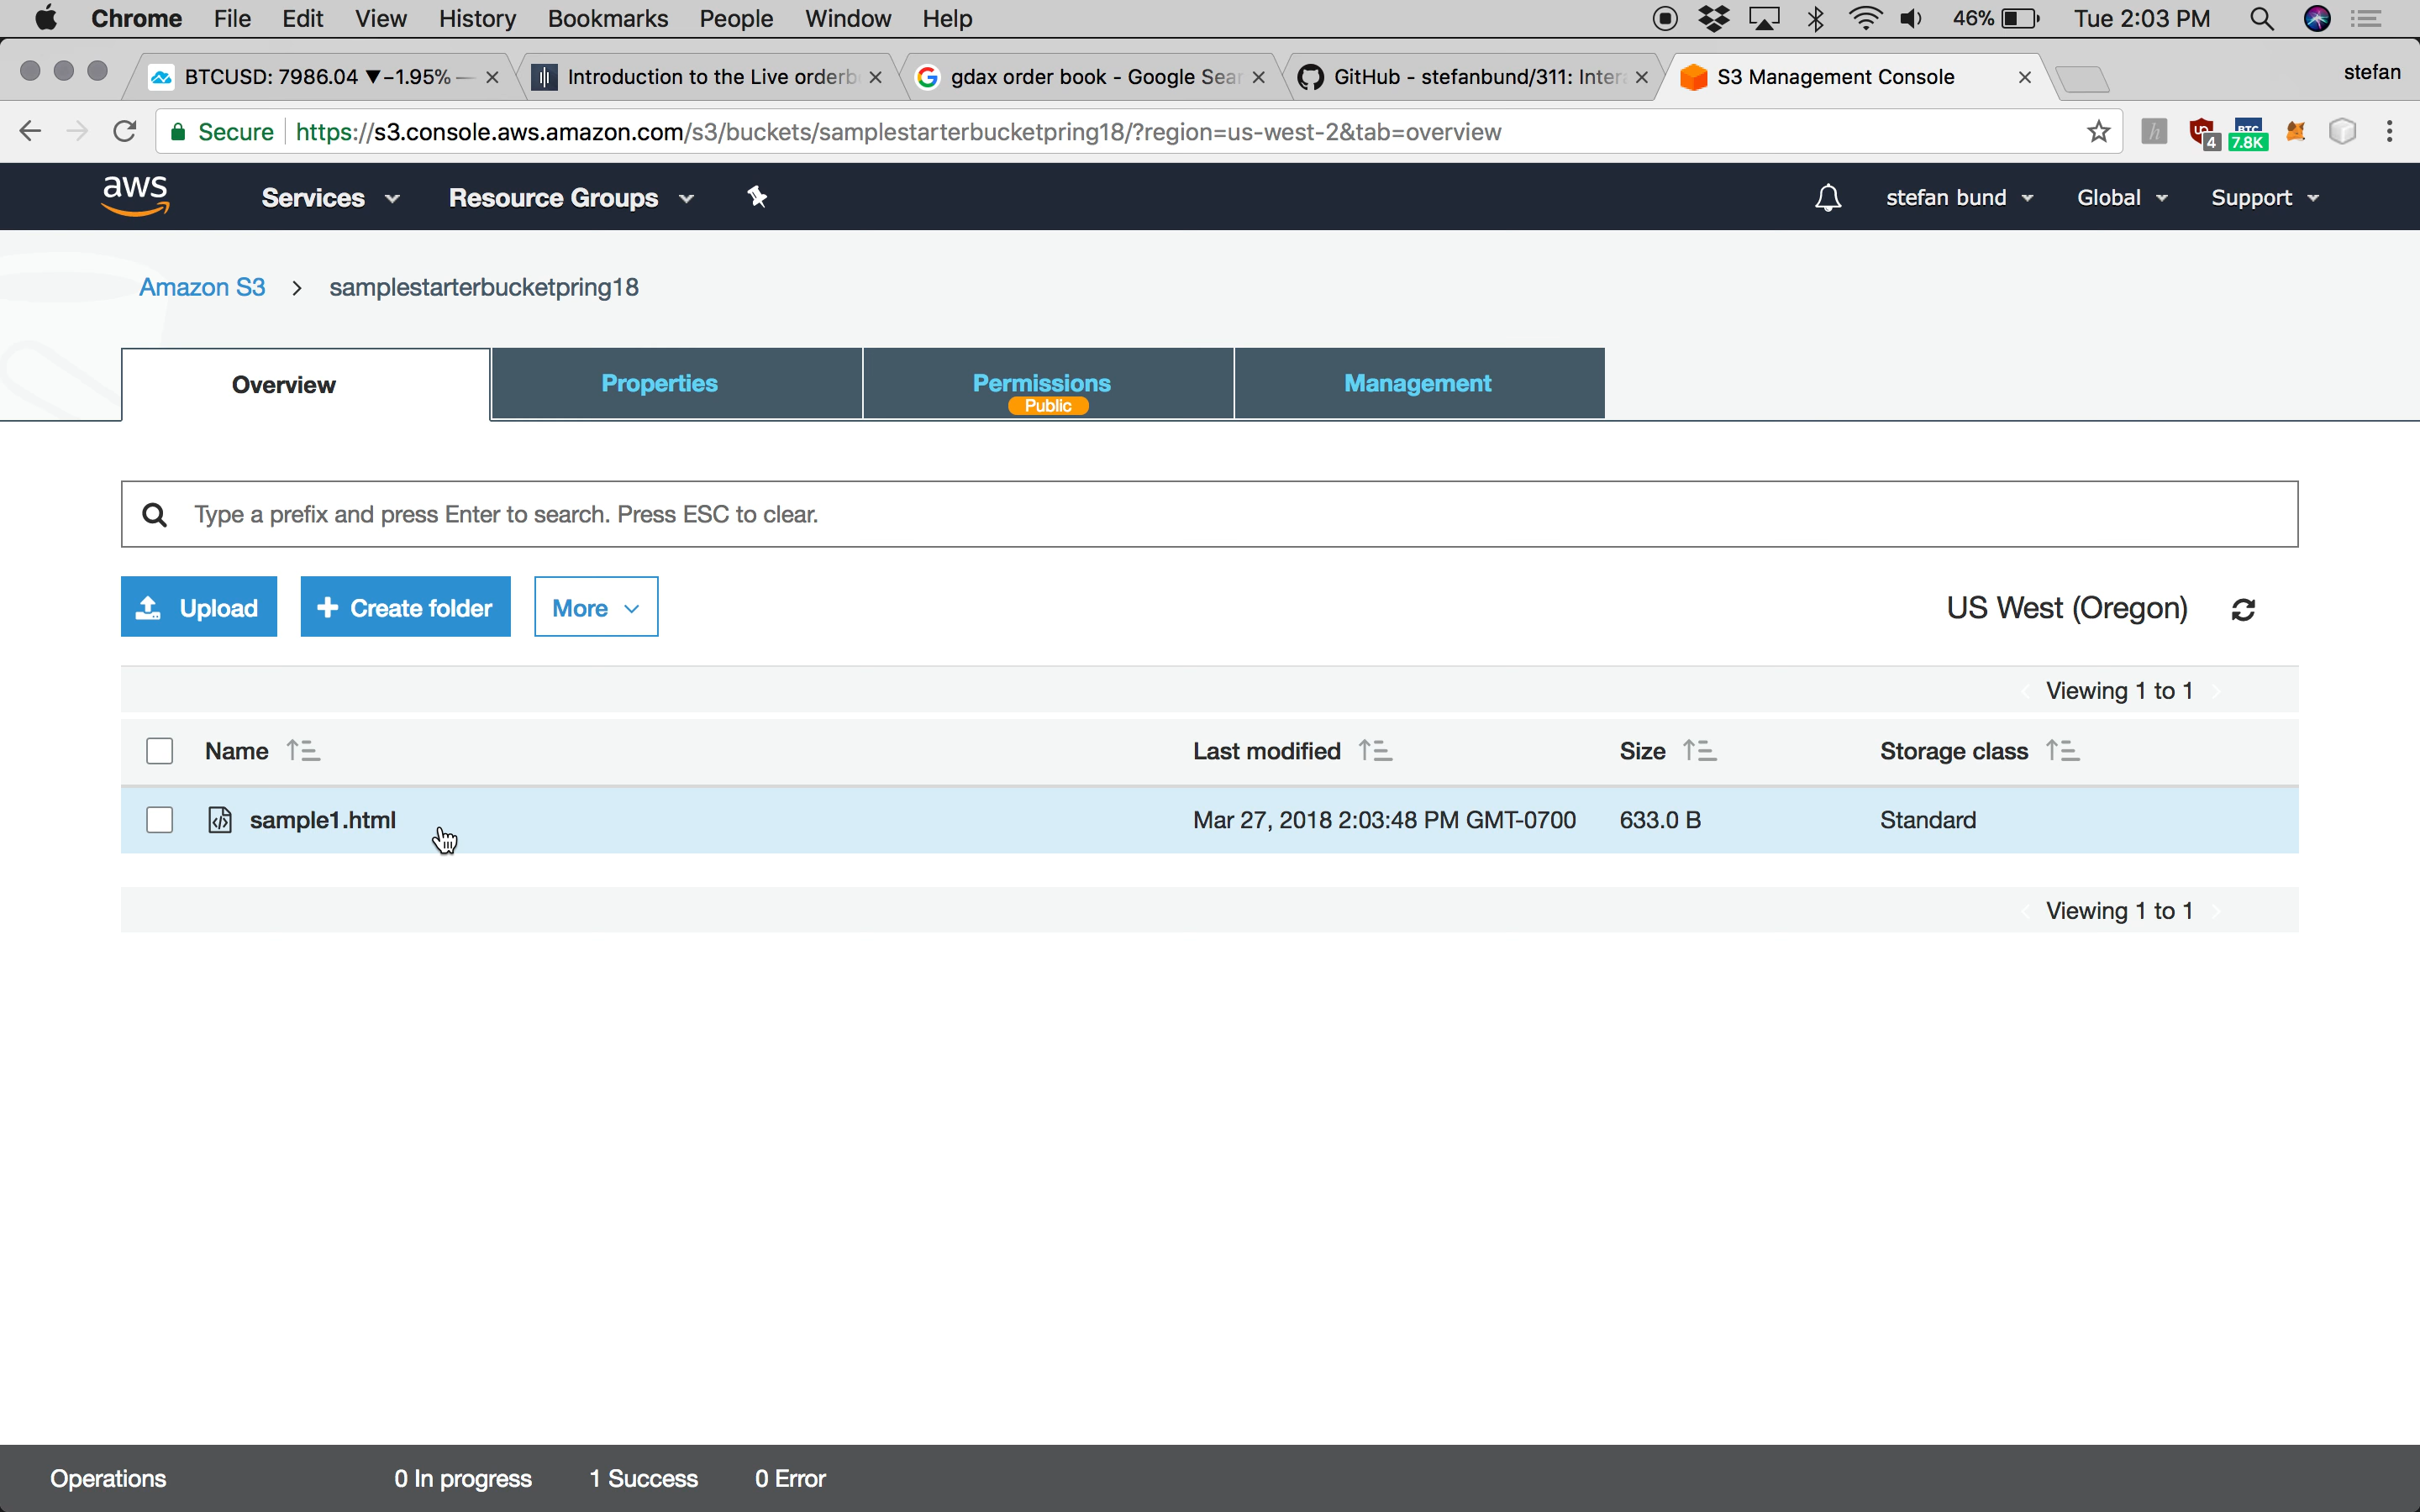 Chrome File Edit View History Bookmarks People Window Help 46% Tue 2:03 PM
BTCUSD: 7986.04 ▼−1.95% — Introduction to the Live orderb gdax order book - Google Sear GitHub - stefanbund/311: Inter S3 Management Console stefan
Secure https://s3.console.aws.amazon.com/s3/buckets/samplestarterbucketpring18/?region=us-west-2&tab=overview h 4 BTC 7.8K
aws Services Resource Groups stefan bund Global Support
Amazon S3 > samplestarterbucketpring18
Overview Properties Permissions Management
Public
Type a prefix and press Enter to search. Press ESC to clear.
Upload + Create folder More US West (Oregon)
Viewing 1 to 1
Name Last modified Size Storage class
sample1.html Mar 27, 2018 2:03:48 PM GMT-0700 633.0 B Standard
Viewing 1 to 1
Operations 0 In progress 1 Success 0 Error